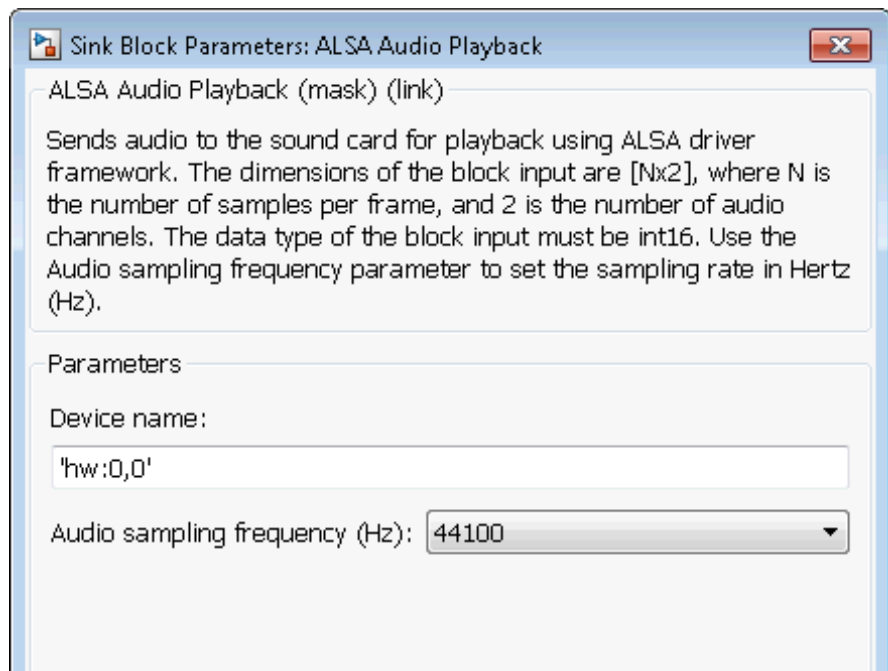 Sink Block Parameters: ALSA Audio Playback
ALSA Audio Playback (mask) (link)
Sends audio to the sound card for playback using ALSA driver
framework. The dimensions of the block input are [Nx2], where N is
the number of samples per frame, and 2 is the number of audio
channels. The data type of the block input must be int16. Use the
Audio sampling frequency parameter to set the sampling rate in Hertz
(Hz).
Parameters
Device name:
'hw:0,0'
Audio sampling frequency (Hz): 44100